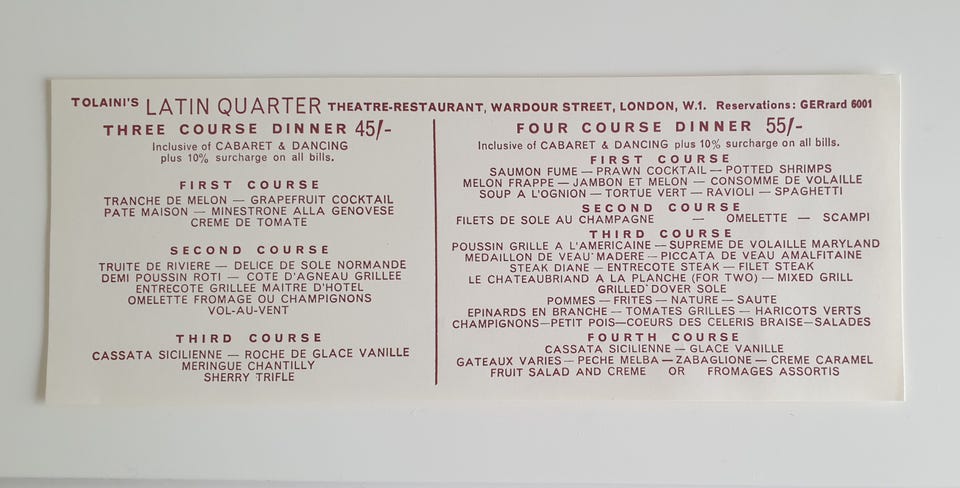 TOLAINI'S LATIN QUARTER THEATRE-RESTAURANT, WARDOUR STREET, LONDON, W.1. Reservations: GERrard 6001
THREE COURSE DINNER 45/-
Inclusive of CABARET & DANCING
plus 10% surcharge on all bills.
FIRST COURSE
TRANCHE DE MELON — GRAPEFRUIT COCKTAIL
PATE MAISON — MINESTRONE ALLA GENOVESE
CREME DE TOMATE
SECOND COURSE
TRUITE DE RIVIERE — DELICE DE SOLE NORMANDE
DEMI POUSSIN ROTI — COTE D'AGNEAU GRILLEE
ENTRECOTE GRILLEE MAITRE D'HOTEL
OMELETTE FROMAGE OU CHAMPIGNONS
VOL-AU-VENT
THIRD COURSE
CASSATA SICILIENNE — ROCHE DE GLACE VANILLE
MERINGUE CHANTILLY
SHERRY TRIFLE
FOUR COURSE DINNER 55/-
Inclusive of CABARET & DANCING plus 10% surcharge on all bills.
FIRST COURSE
SAUMON FUME — PRAWN COCKTAIL — POTTED SHRIMPS
MELON FRAPPE — JAMBON ET MELON — CONSOMME DE VOLAILLE
SOUP A L'OGNION — TORTUE VERT — RAVIOLI — SPAGHETTI
SECOND COURSE
FILETS DE SOLE AU CHAMPAGNE — OMELETTE — SCAMPI
THIRD COURSE
POUSSIN GRILLE A L'AMERICAINE — SUPREME DE VOLAILLE MARYLAND
MEDAILLON DE VEAU MADERE — PICCATA DE VEAU AMALFITAINE
STEAK DIANE — ENTRECOTE STEAK — FILET STEAK
LE CHATEAUBRIAND A LA PLANCHE (FOR TWO) — MIXED GRILL
GRILLED DOVER SOLE
POMMES — FRITES — NATURE — SAUTE
EPINARDS EN BRANCHE — TOMATES GRILLES — HARICOTS VERTS
CHAMPIGNONS—PETIT POIS—COEURS DES CELERIS BRAISE—SALADES
FOURTH COURSE
CASSATA SICILIENNE — GLACE VANILLE
GATEAUX VARIES — PECHE MELBA — ZABAGLIONE — CREME CARAMEL
FRUIT SALAD AND CREME OR FROMAGES ASSORTIS